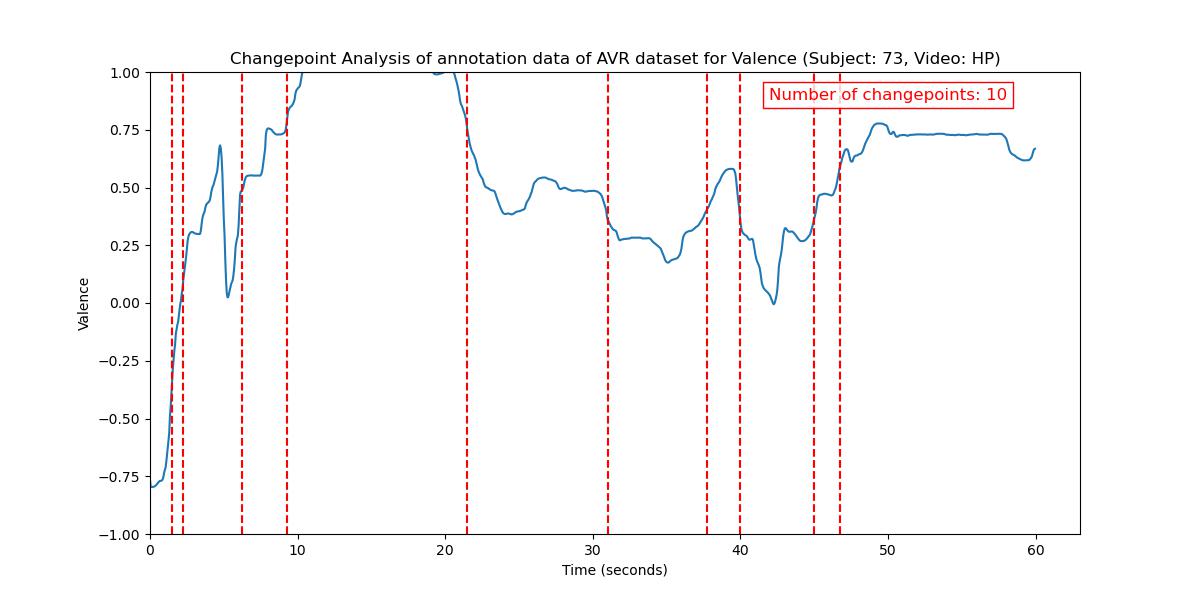 Changepoint Analysis of annotation data of AVR dataset for Valence (Subject: 73, Video: HP)
Number of changepoints: 10
Valence
1.00
0.75
0.50
0.25
0.00
−0.25
−0.50
−0.75
−1.00
0 10 20 30 40 50 60
Time (seconds)